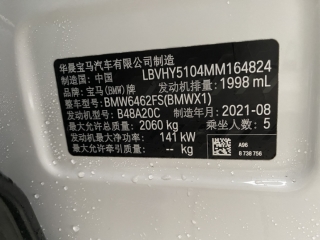 华晨宝马汽车有限公司制造
制造国: 中国 LBVHY5104MM164824
品牌: 宝马(BMW)牌 发动机排量: 1998 mL
整车型号: BMW6462FS(BMWX1)
发动机型号: B48A20C 制造年月: 2021-08
最大允许总质量: 2060 kg 乘坐人数: 5
发动机最大净功率: 141 kW
最大允许牵引质量: -- kg
A96
8 738 756